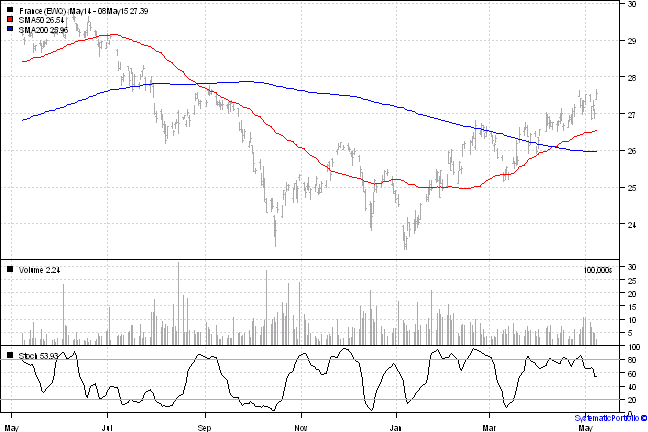 France (EWQ) (May14 - 08May15 27.39
SMA50 26.54
SMA200 25.96
30
29
28
27
26
25
24
Volume 2.24
100,000s
30
25
20
15
10
5
Stoch 53.93
100
80
60
40
20
0
May Jul Sep Nov Jan Mar May
SystematicPortfolio ©